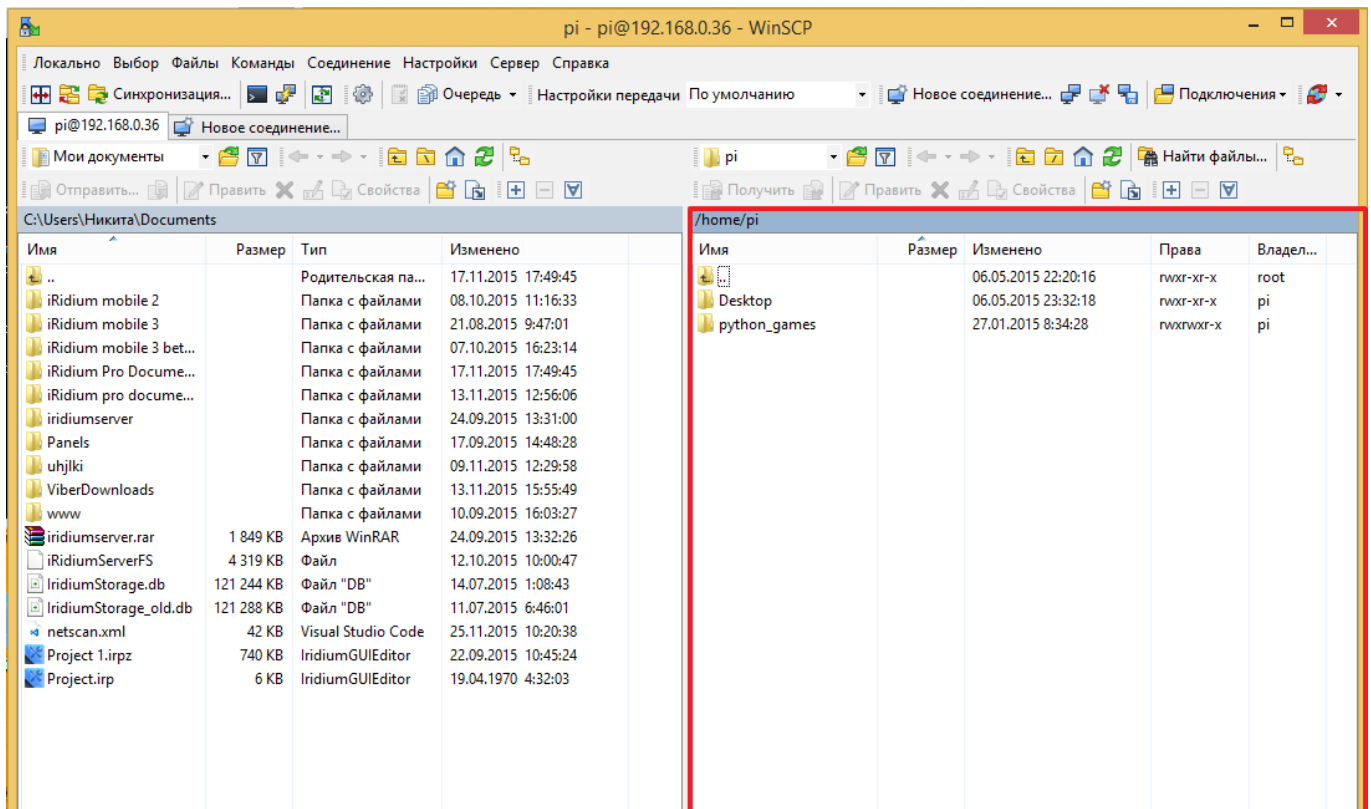 pi - pi@192.168.0.36 - WinSCP
Локально Выбор Файлы Команды Соединение Настройки Сервер Справка
Синхронизация... Очередь Настройки передачи По умолчанию Новое соединение... Подключения
pi@192.168.0.36 Новое соединение...
Мои документы pi Найти файлы...
Отправить... Править Свойства Получить Править Свойства
C:\Users\Никита\Documents /home/pi
Имя Размер Тип Изменено Имя Размер Изменено Права Владел...
.. Родительская па... 17.11.2015 17:49:45 .. 06.05.2015 22:20:16 rwxr-xr-x root
iRidium mobile 2 Папка с файлами 08.10.2015 11:16:33 Desktop 06.05.2015 23:32:18 rwxr-xr-x pi
iRidium mobile 3 Папка с файлами 21.08.2015 9:47:01 python_games 27.01.2015 8:34:28 rwxrwxr-x pi
iRidium mobile 3 bet... Папка с файлами 07.10.2015 16:23:14
iRidium Pro Docume... Папка с файлами 17.11.2015 17:49:45
iRidium pro docume... Папка с файлами 13.11.2015 12:56:06
iridiumserver Папка с файлами 24.09.2015 13:31:00
Panels Папка с файлами 17.09.2015 14:48:28
uhjlki Папка с файлами 09.11.2015 12:29:58
ViberDownloads Папка с файлами 13.11.2015 15:55:49
www Папка с файлами 10.09.2015 16:03:27
iridiumserver.rar 1 849 KB Архив WinRAR 24.09.2015 13:32:26
iRidiumServerFS 4 319 KB Файл 12.10.2015 10:00:47
IridiumStorage.db 121 244 KB Файл "DB" 14.07.2015 1:08:43
IridiumStorage_old.db 121 288 KB Файл "DB" 11.07.2015 6:46:01
netscan.xml 42 KB Visual Studio Code 25.11.2015 10:20:38
Project 1.irpz 740 KB IridiumGUIEditor 22.09.2015 10:45:24
Project.irp 6 KB IridiumGUIEditor 19.04.1970 4:32:03